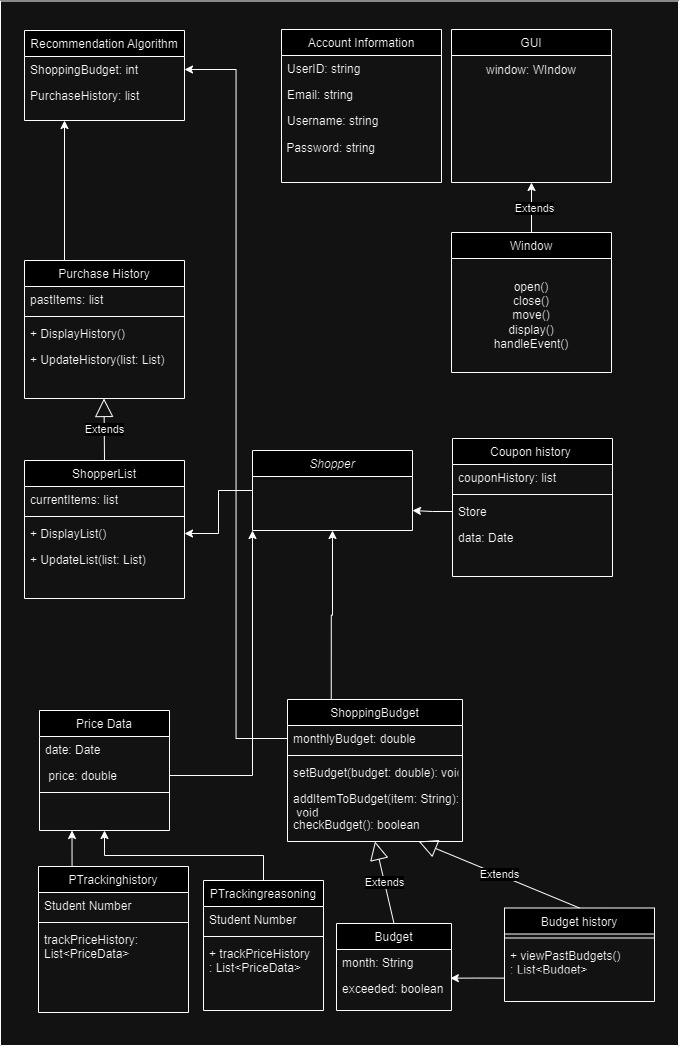 Recommendation Algorithm
ShoppingBudget: int
PurchaseHistory: list
Account Information
UserID: string
Email: string
Username: string
Password: string
GUI
window: WIndow
Extends
Window
open()
close()
move()
display()
handleEvent()
Purchase History
pastItems: list
+ DisplayHistory()
+ UpdateHistory(list: List)
Extends
ShopperList
currentItems: list
+ DisplayList()
+ UpdateList(list: List)
Shopper
Coupon history
couponHistory: list
Store
data: Date
Price Data
date: Date
price: double
ShoppingBudget
monthlyBudget: double
setBudget(budget: double): voi
addItemToBudget(item: String):
void
checkBudget(): boolean
PTrackinghistory
Student Number
trackPriceHistory:
List<PriceData>
PTrackingreasoning
Student Number
+ trackPriceHistory
: List<PriceData>
Extends
Extends
Budget
month: String
exceeded: boolean
Budget history
+ viewPastBudgets()
: List<Budget>